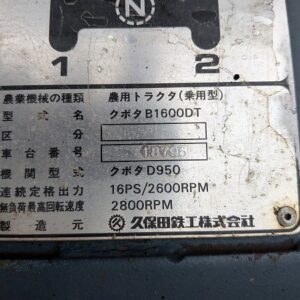 N
1 2
農業機械の種類 農用トラクタ(乗用型)
型式名 クボタB1600DT
区分
車台番号
機関型式 クボタD950
連続定格出力 16PS/2600RPM
無負荷最高回転速度 2800RPM
製造元 久保田鉄工株式会社